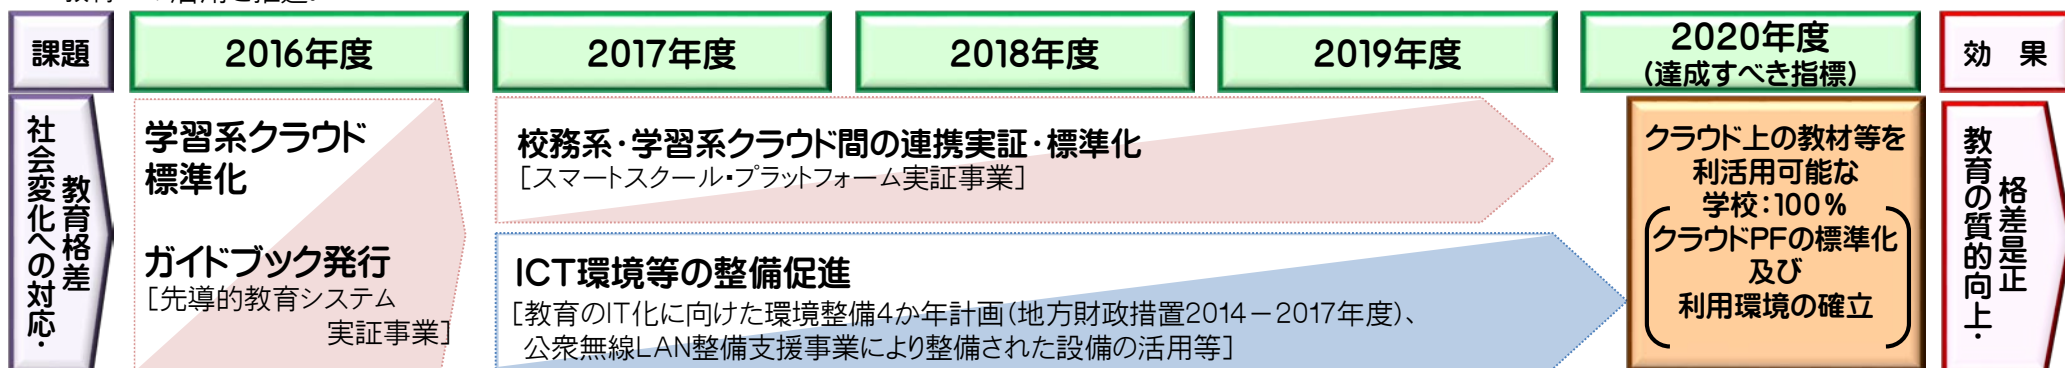 課題
2016年度
2017年度
2018年度
2019年度
2020年度
(達成すべき指標)
効 果
社会変化への対応・
教育格差
学習系クラウド
標準化
ガイドブック発行
[先導的教育システム
実証事業]
校務系・学習系クラウド間の連携実証・標準化
[スマートスクール・プラットフォーム実証事業]
ICT環境等の整備促進
[教育のIT化に向けた環境整備4か年計画(地方財政措置2014－2017年度)、
公衆無線LAN整備支援事業により整備された設備の活用等]
クラウド上の教材等を
利活用可能な
学校：100％
クラウドPFの標準化
及び
利用環境の確立
教育の質的向上・
格差是正